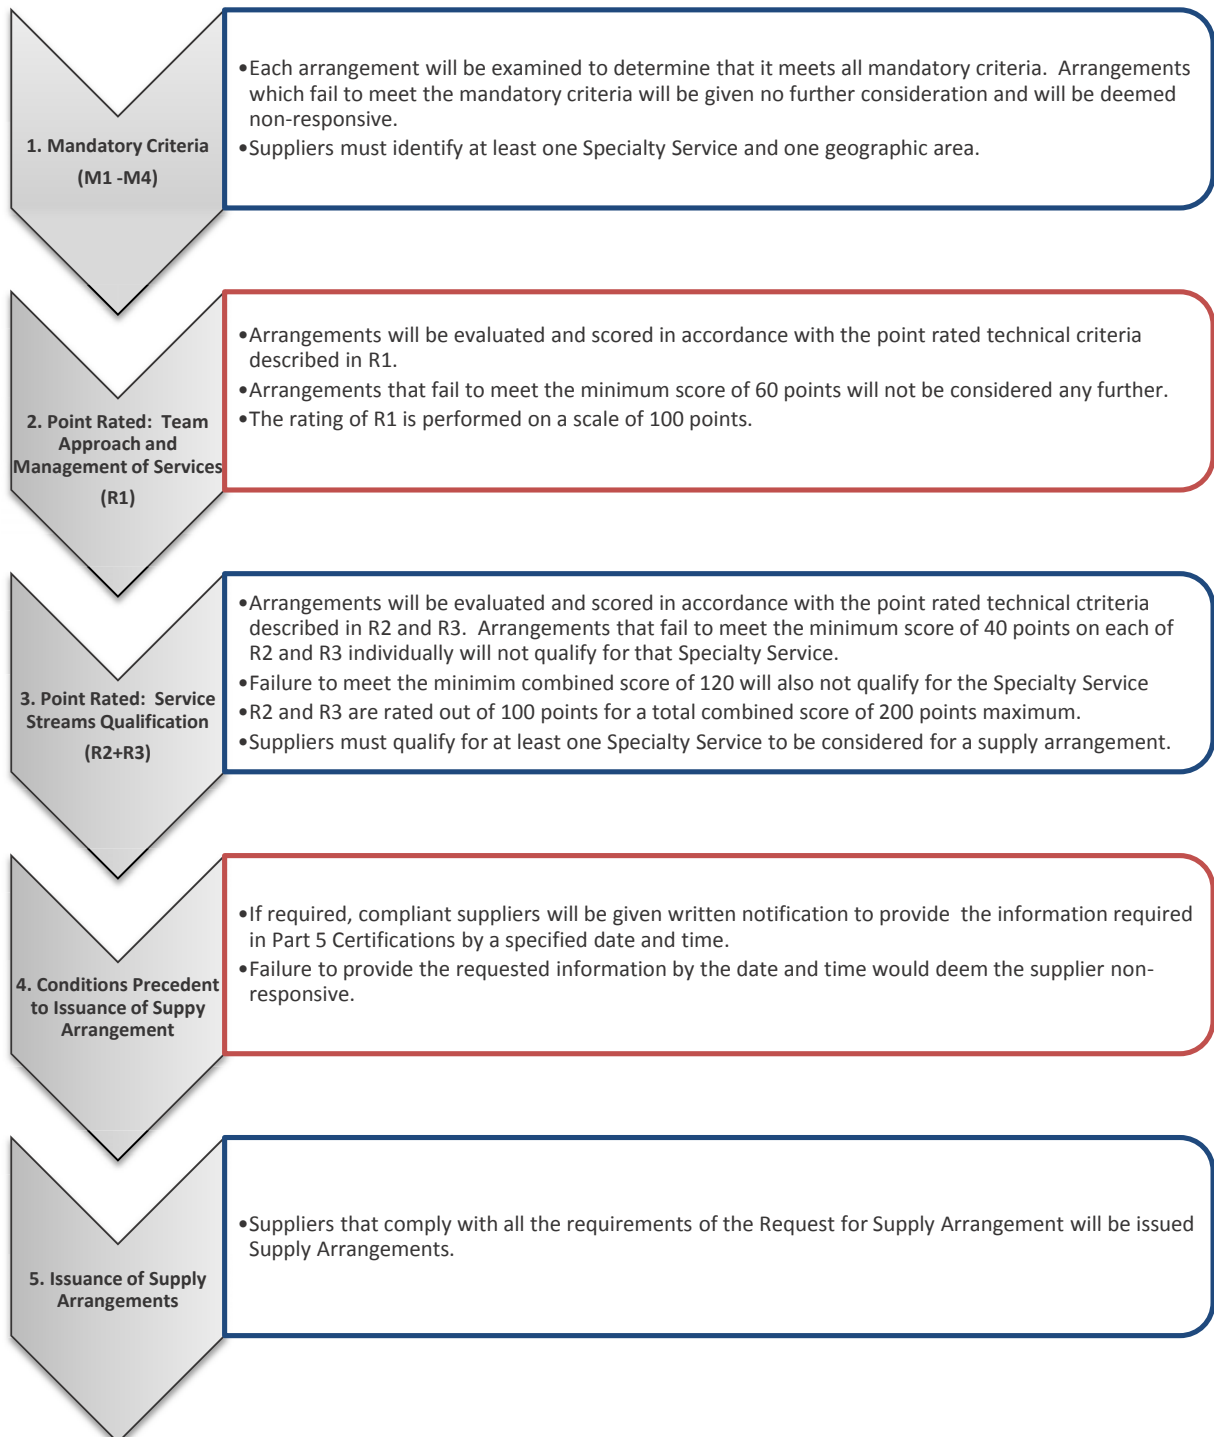 1. Mandatory Criteria
(M1 -M4)
•Each arrangement will be examined to determine that it meets all mandatory criteria.  Arrangements
which fail to meet the mandatory criteria will be given no further consideration and will be deemed
non-responsive.
•Suppliers must identify at least one Specialty Service and one geographic area.
2. Point Rated:  Team
Approach and
Management of Services
(R1)
•Arrangements will be evaluated and scored in accordance with the point rated technical criteria
described in R1.
•Arrangements that fail to meet the minimum score of 60 points will not be considered any further.
•The rating of R1 is performed on a scale of 100 points.
3. Point Rated:  Service
Streams Qualification
(R2+R3)
•Arrangements will be evaluated and scored in accordance with the point rated technical ctriteria
described in R2 and R3.  Arrangements that fail to meet the minimum score of 40 points on each of
R2 and R3 individually will not qualify for that Specialty Service.
•Failure to meet the minimim combined score of 120 will also not qualify for the Specialty Service
•R2 and R3 are rated out of 100 points for a total combined score of 200 points maximum.
•Suppliers must qualify for at least one Specialty Service to be considered for a supply arrangement.
4. Conditions Precedent
to Issuance of Suppy
Arrangement
•If required, compliant suppliers will be given written notification to provide  the information required
in Part 5 Certifications by a specified date and time.
•Failure to provide the requested information by the date and time would deem the supplier non-
responsive.
5. Issuance of Supply
Arrangements
•Suppliers that comply with all the requirements of the Request for Supply Arrangement will be issued
Supply Arrangements.